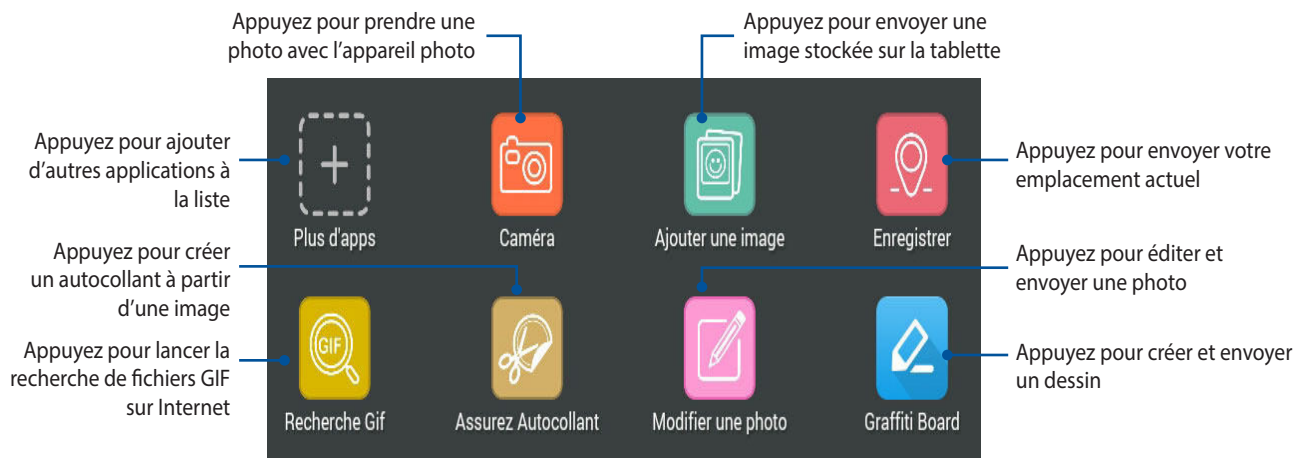 Appuyez pour prendre une
photo avec l'appareil photo
Appuyez pour envoyer une
image stockée sur la tablette
Appuyez pour ajouter
d'autres applications à
la liste
Plus d'apps
Caméra
Ajouter une image
Enregistrer
Appuyez pour envoyer votre
emplacement actuel
Appuyez pour créer
un autocollant à partir
d'une image
Appuyez pour éditer et
envoyer une photo
Appuyez pour lancer la
recherche de fichiers GIF
sur Internet
GIF
Recherche Gif
Assurez Autocollant
Modifier une photo
Graffiti Board
Appuyez pour créer et envoyer
un dessin